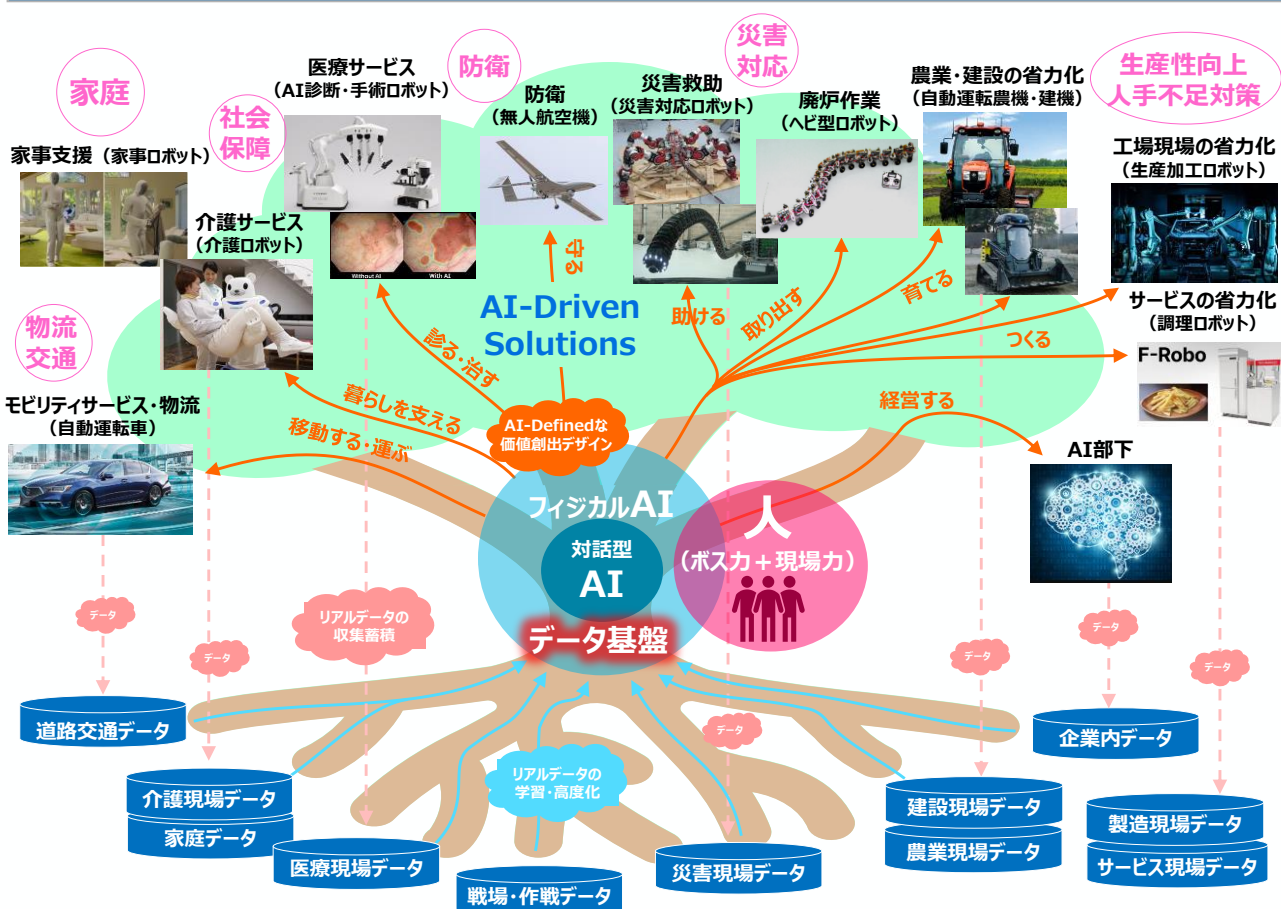 家庭
社会
保障
防衛
災害
対応
生産性向上
人手不足対策
物流
交通
医療サービス
(AI診断・手術ロボット)
防衛
(無人航空機)
災害救助
(災害対応ロボット)
廃炉作業
(ヘビ型ロボット)
農業・建設の省力化
(自動運転農機・建機)
工場現場の省力化
(生産加工ロボット)
家事支援 (家事ロボット)
介護サービス
(介護ロボット)
Without AI
With AI
サービスの省力化
(調理ロボット)
F-Robo
モビリティサービス・物流
(自動運転車)
AI-Driven
Solutions
守る
助ける
取り出す
育てる
つくる
経営する
診る・治す
暮らしを支える
移動する・運ぶ
AI-Definedな
価値創出デザイン
AI部下
フィジカルAI
対話型
AI
データ基盤
人
(ボス力+現場力)
データ
リアルデータの
収集蓄積
データ
データ
データ
データ
データ
リアルデータの
学習・高度化
道路交通データ
介護現場データ
家庭データ
医療現場データ
戦場・作戦データ
災害現場データ
建設現場データ
農業現場データ
企業内データ
製造現場データ
サービス現場データ